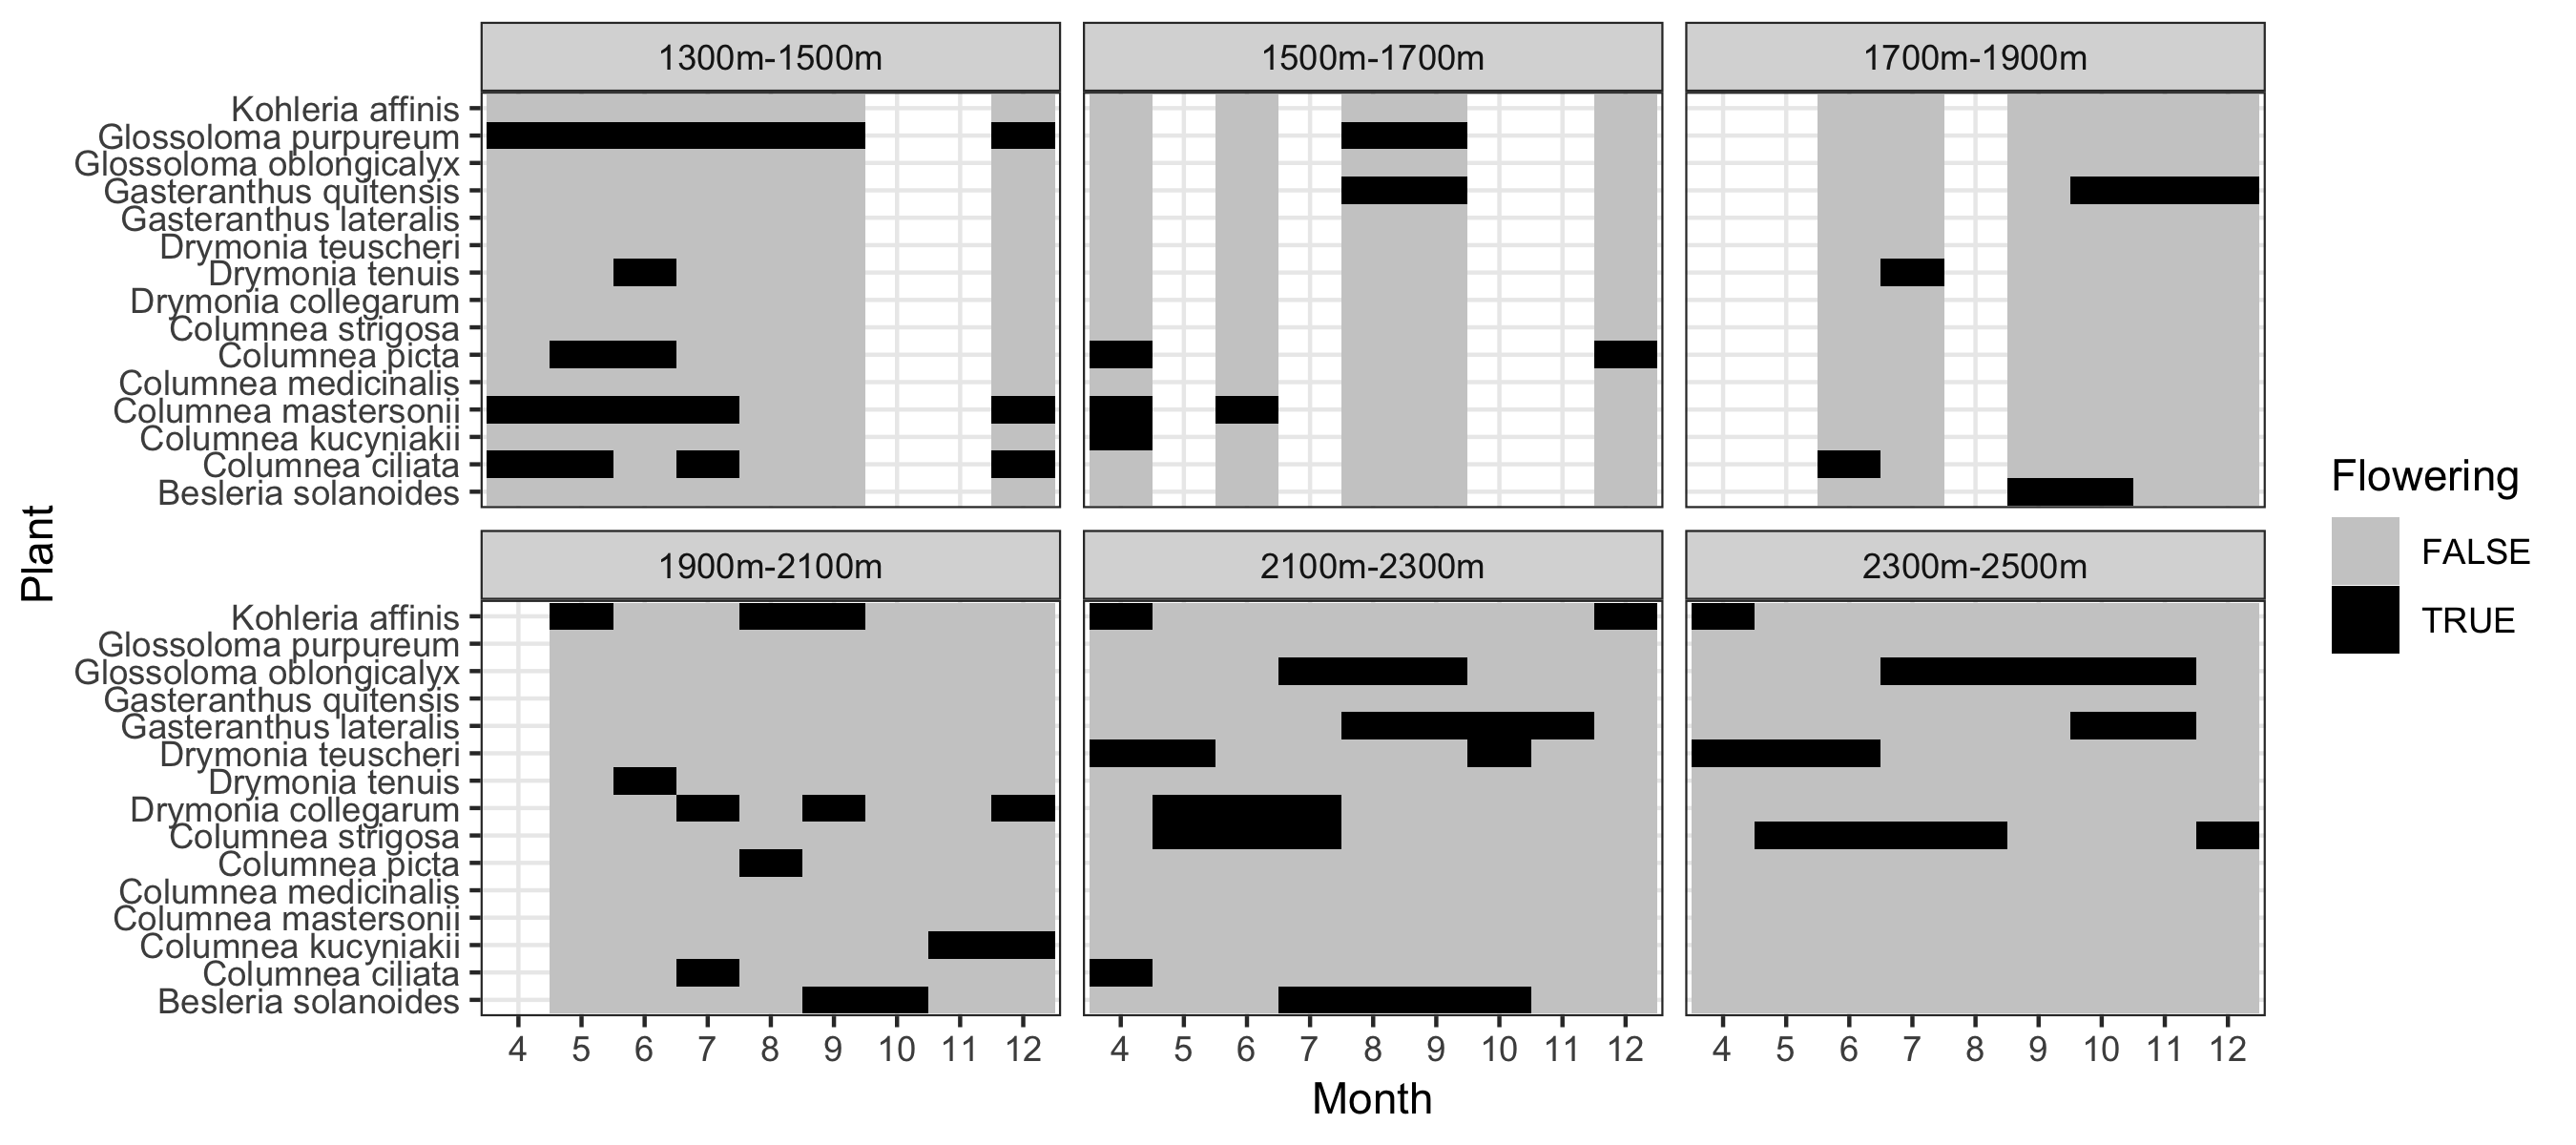 1300m-1500m
1500m-1700m
1700m-1900m
Kohleria affinis
Glossoloma purpureum
Glossoloma oblongicalyx
Gasteranthus quitensis
Gasteranthus lateralis
Drymonia teuscheri
Drymonia tenuis
Drymonia collegarum
Columnea strigosa
Columnea picta
Columnea medicinalis
Columnea mastersonii
Columnea kucyniakii
Columnea ciliata
Besleria solanoides
Plant
1900m-2100m
2100m-2300m
2300m-2500m
Kohleria affinis
Glossoloma purpureum
Glossoloma oblongicalyx
Gasteranthus quitensis
Gasteranthus lateralis
Drymonia teuscheri
Drymonia tenuis
Drymonia collegarum
Columnea strigosa
Columnea picta
Columnea medicinalis
Columnea mastersonii
Columnea kucyniakii
Columnea ciliata
Besleria solanoides
4 5 6 7 8 9 10 11 12
4 5 6 7 8 9 10 11 12
4 5 6 7 8 9 10 11 12
Month
Flowering
FALSE
TRUE